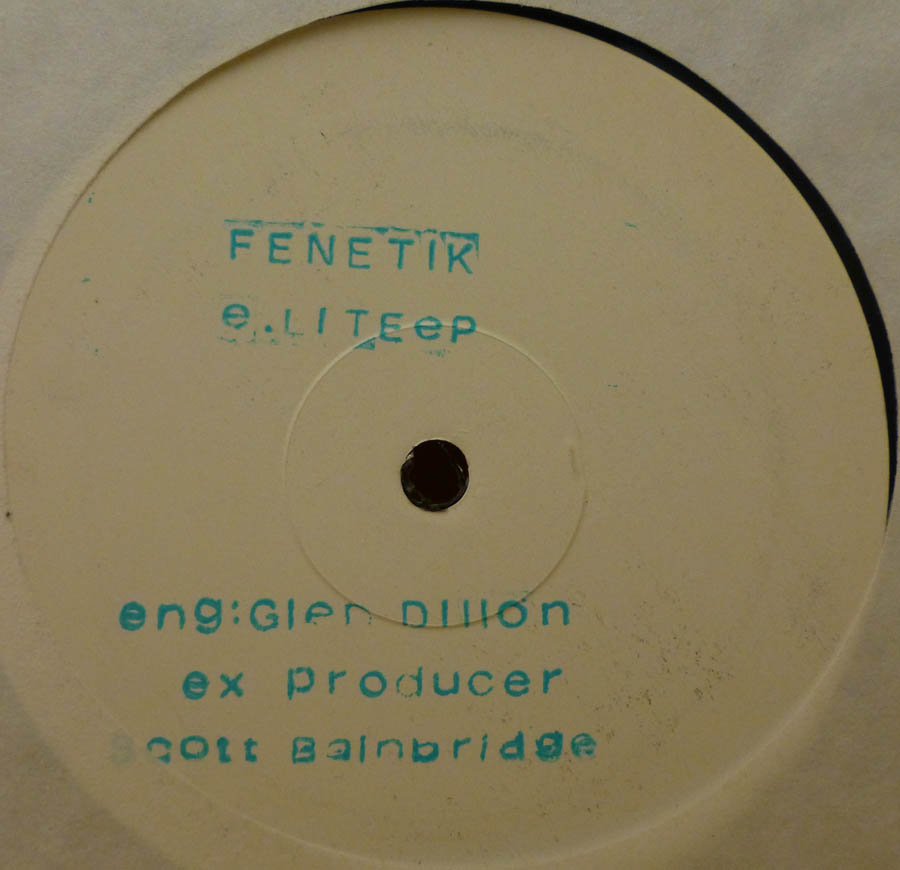 FENETIK
e.LITEeP
eng:Glen Dillon
ex Producer
Scott Bainbridge